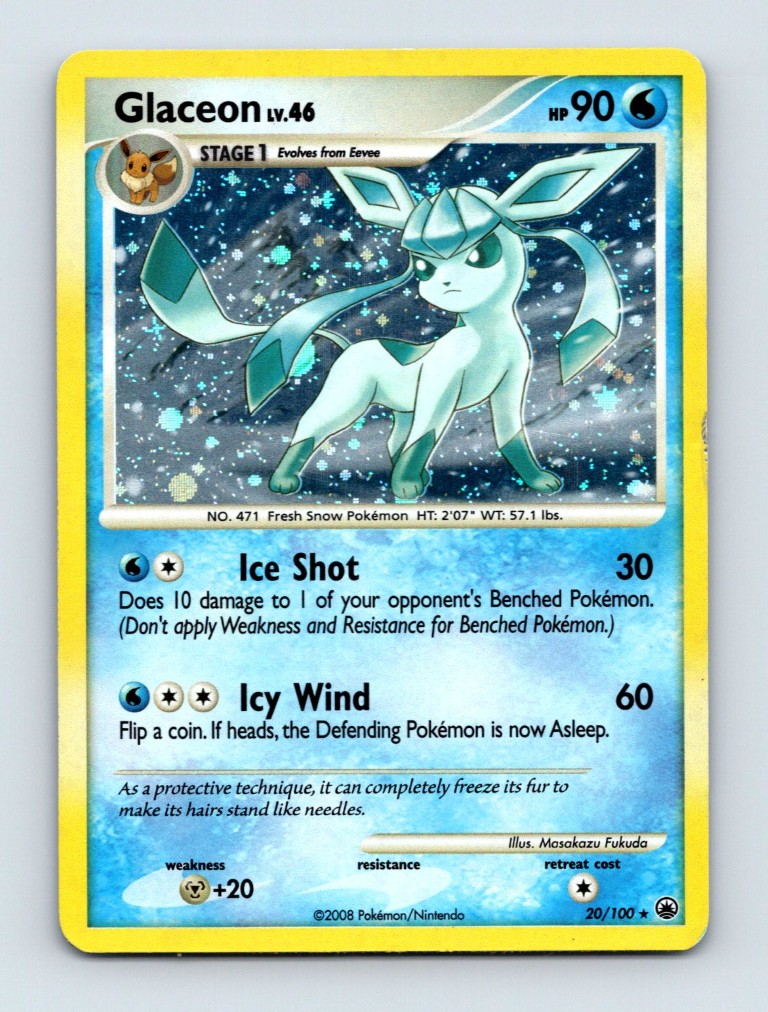 Glaceon LV.46 HP 90
STAGE 1 Evolves from Eevee
NO. 471 Fresh Snow Pokémon HT: 2'07" WT: 57.1 lbs.
Ice Shot 30
Does 10 damage to 1 of your opponent's Benched Pokémon.
(Don't apply Weakness and Resistance for Benched Pokémon.)
Icy Wind 60
Flip a coin. If heads, the Defending Pokémon is now Asleep.
As a protective technique, it can completely freeze its fur to
make its hairs stand like needles.
Illus. Masakazu Fukuda
weakness resistance retreat cost
+20
©2008 Pokémon/Nintendo 20/100 ★